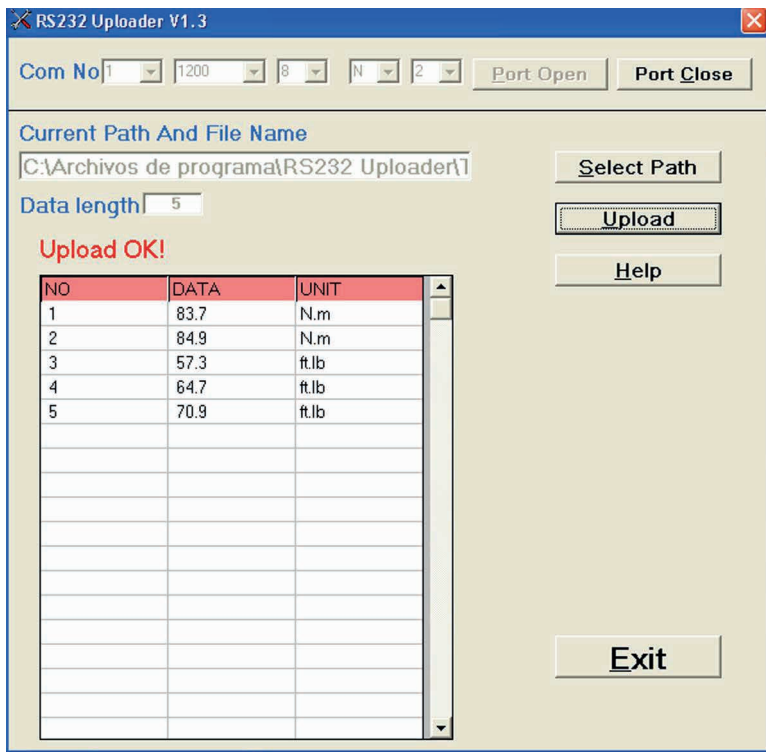 RS232 Uploader V1.3
Com No 1 1200 8 N 2 Port Open Port Close
Current Path And File Name
C:\Archivos de programa\RS232 Uploader\T
Select Path
Data length 5
Upload
Upload OK!
Help
NO DATA UNIT
1 83.7 N.m
2 84.9 N.m
3 57.3 ft.lb
4 64.7 ft.lb
5 70.9 ft.lb
Exit